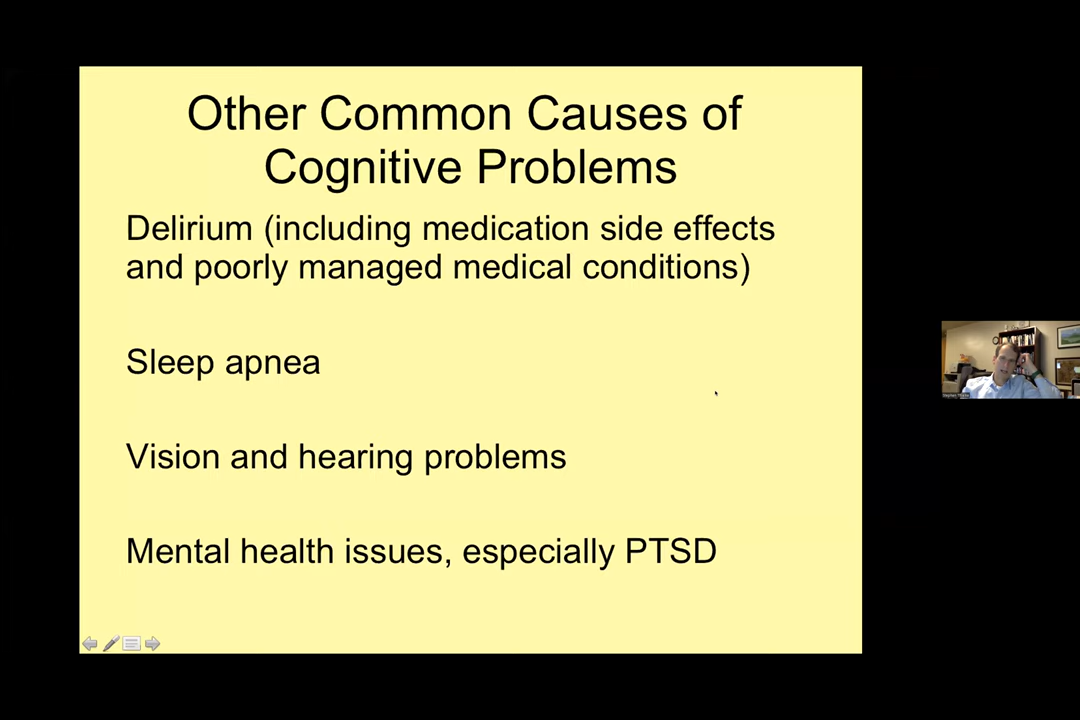 Other Common Causes of
Cognitive Problems
Delirium (including medication side effects
and poorly managed medical conditions)
Sleep apnea
Vision and hearing problems
Mental health issues, especially PTSD